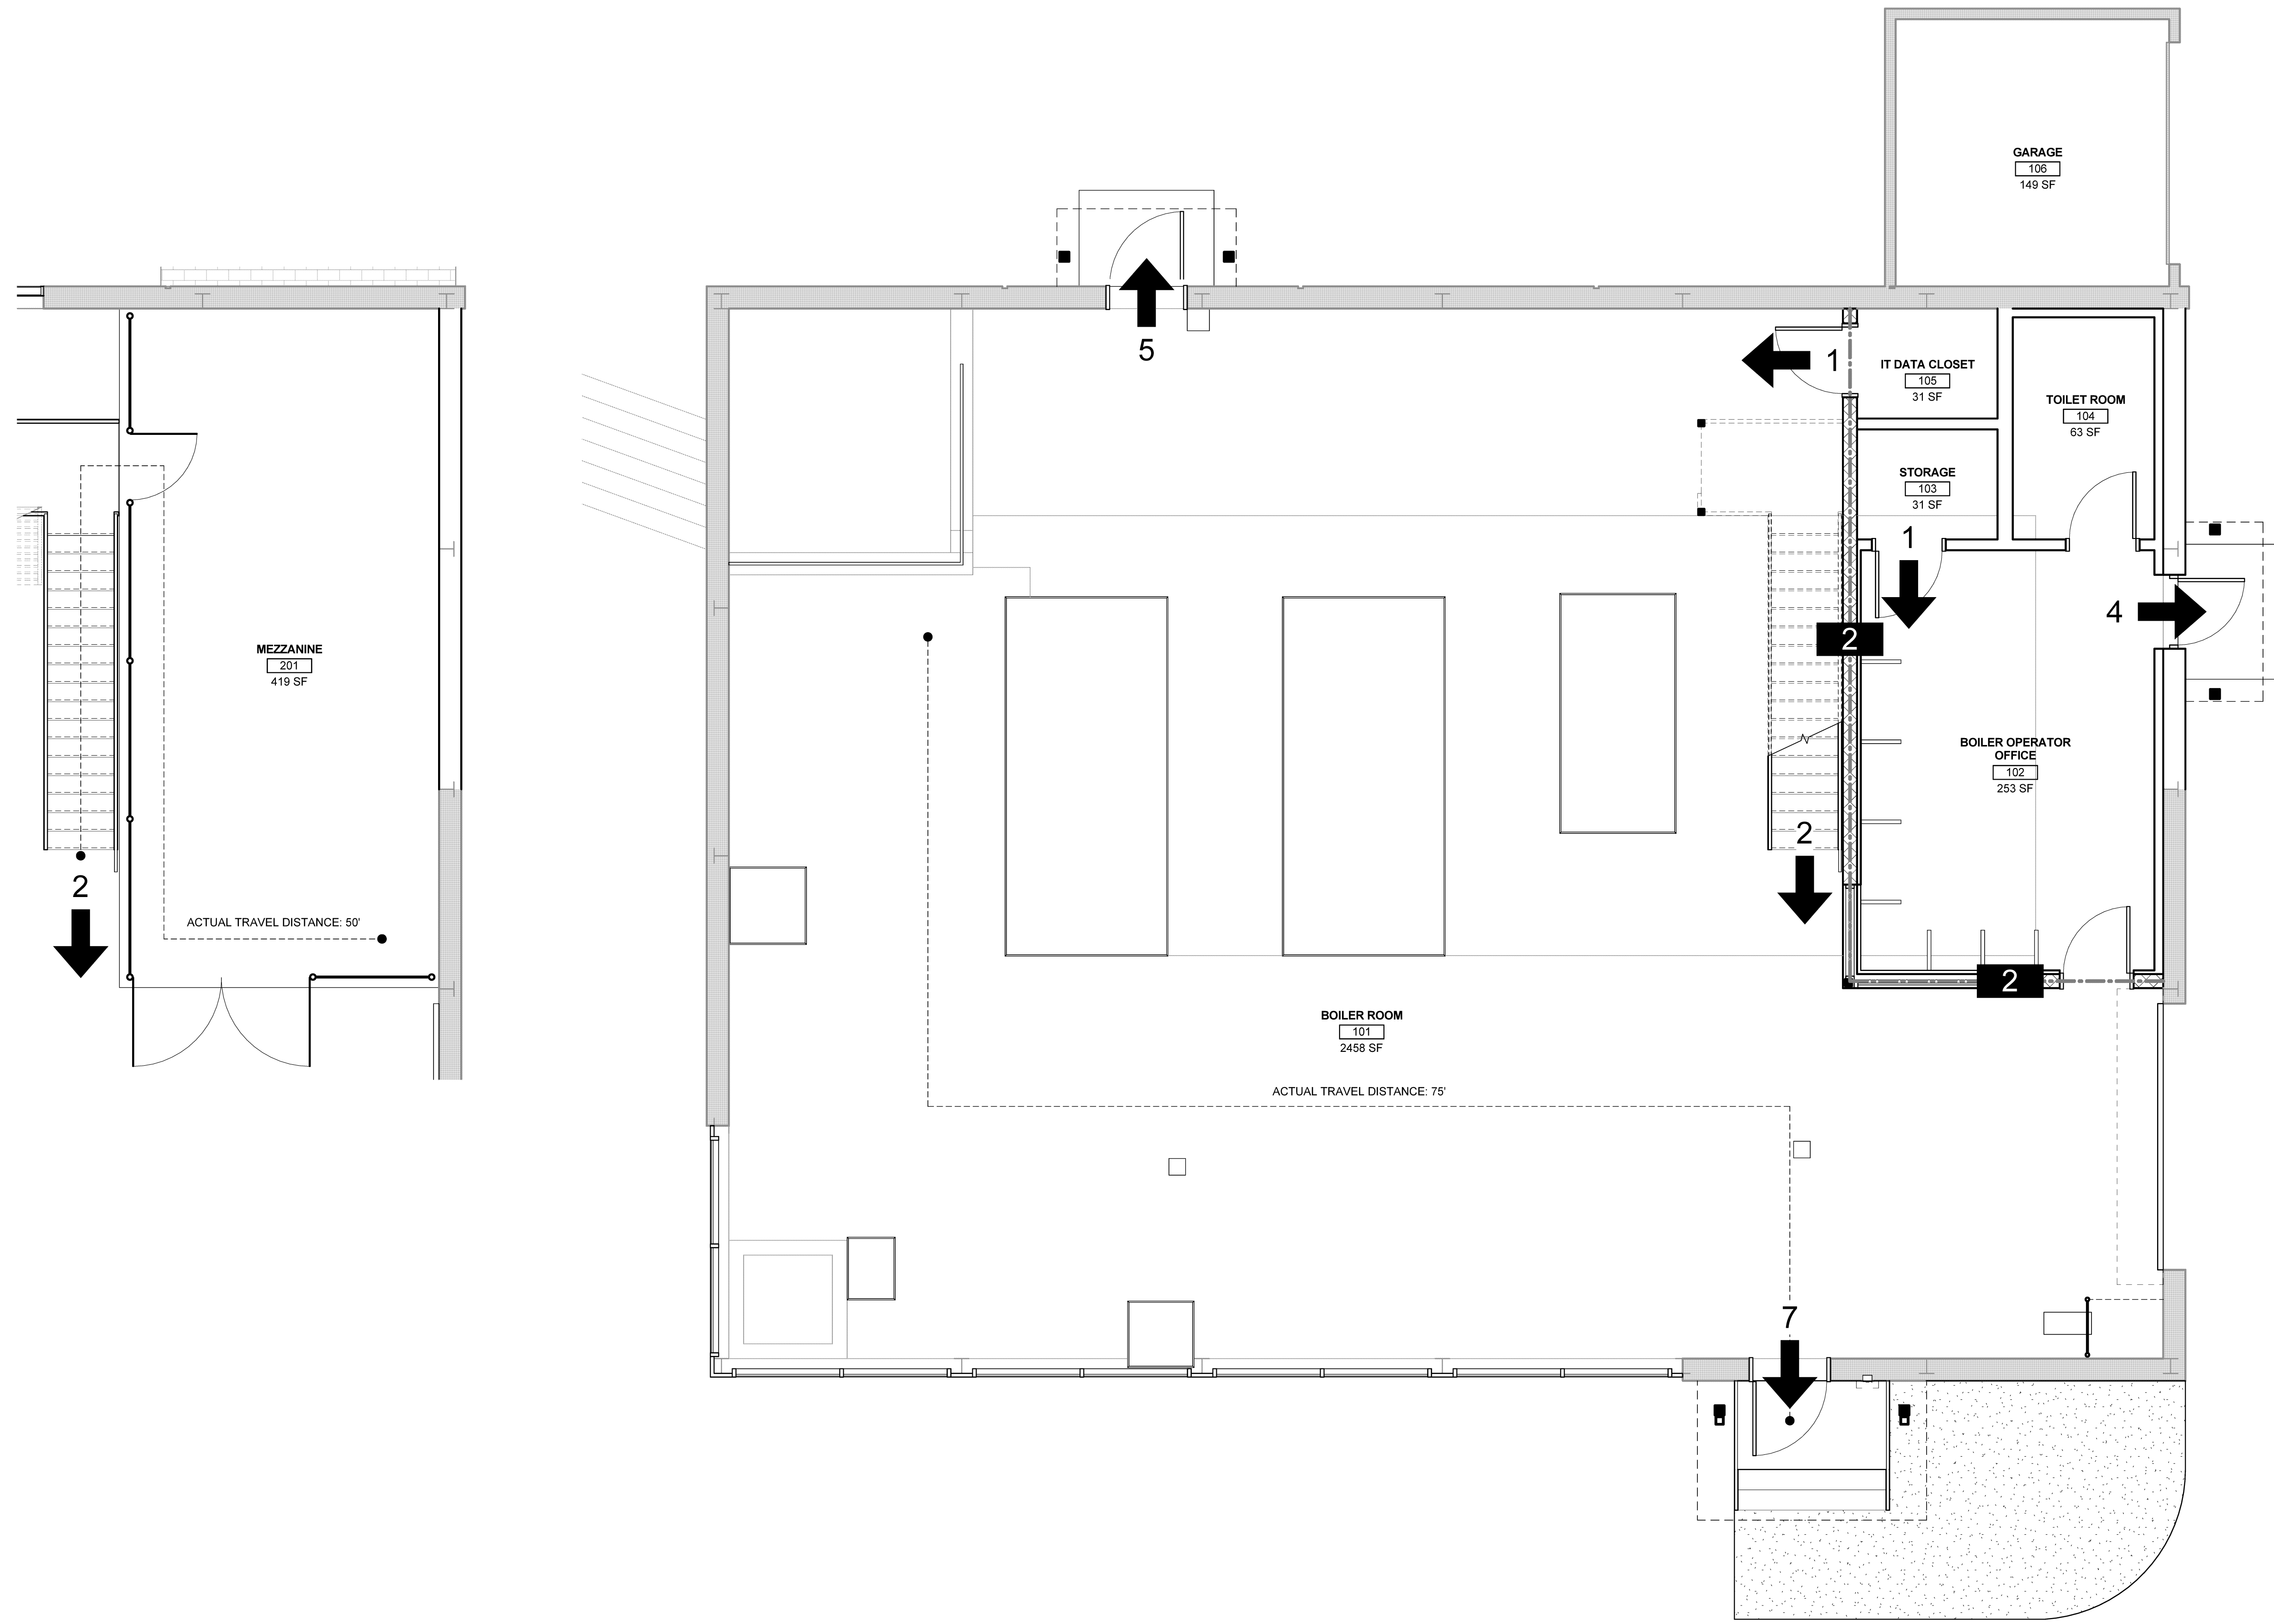 GARAGE
106
149 SF
5
1
IT DATA CLOSET
105
31 SF
TOILET ROOM
104
63 SF
STORAGE
103
31 SF
1
4
2
MEZZANINE
201
419 SF
BOILER OPERATOR
OFFICE
102
253 SF
2
2
ACTUAL TRAVEL DISTANCE: 50'
2
BOILER ROOM
101
2458 SF
ACTUAL TRAVEL DISTANCE: 75'
7